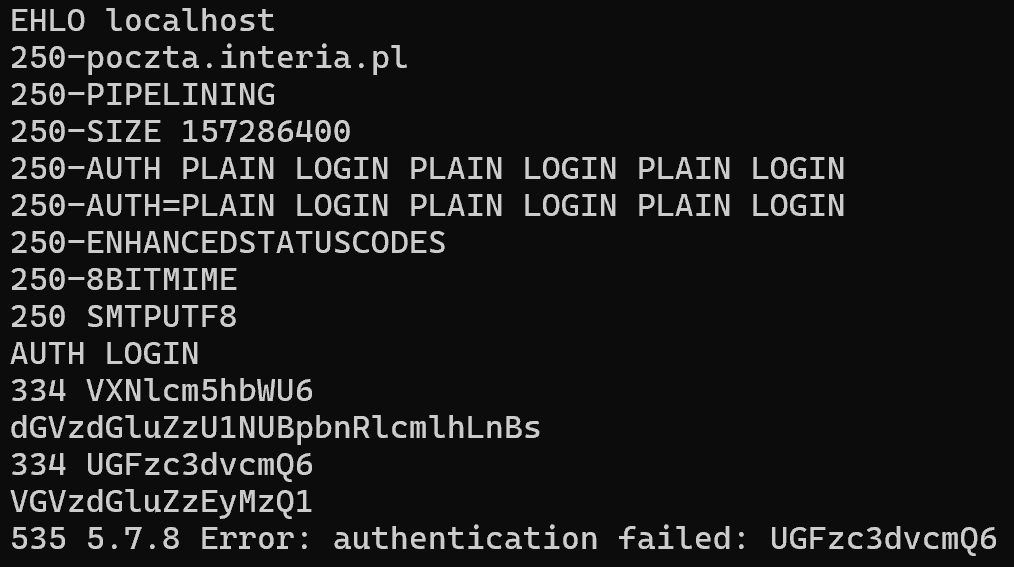 EHLO localhost
250-poczta.interia.pl
250-PIPELINING
250-SIZE 157286400
250-AUTH PLAIN LOGIN PLAIN LOGIN PLAIN LOGIN
250-AUTH=PLAIN LOGIN PLAIN LOGIN PLAIN LOGIN
250-ENHANCEDSTATUSCODES
250-8BITMIME
250 SMTPUTF8
AUTH LOGIN
334 VXNlcm5hbWU6
dGVzdGluZzU1NUBpbnRlcmlhLnBs
334 UGFzc3dvcmQ6
VGVzdGluZzEyMzQ1
535 5.7.8 Error: authentication failed: UGFzc3dvcmQ6